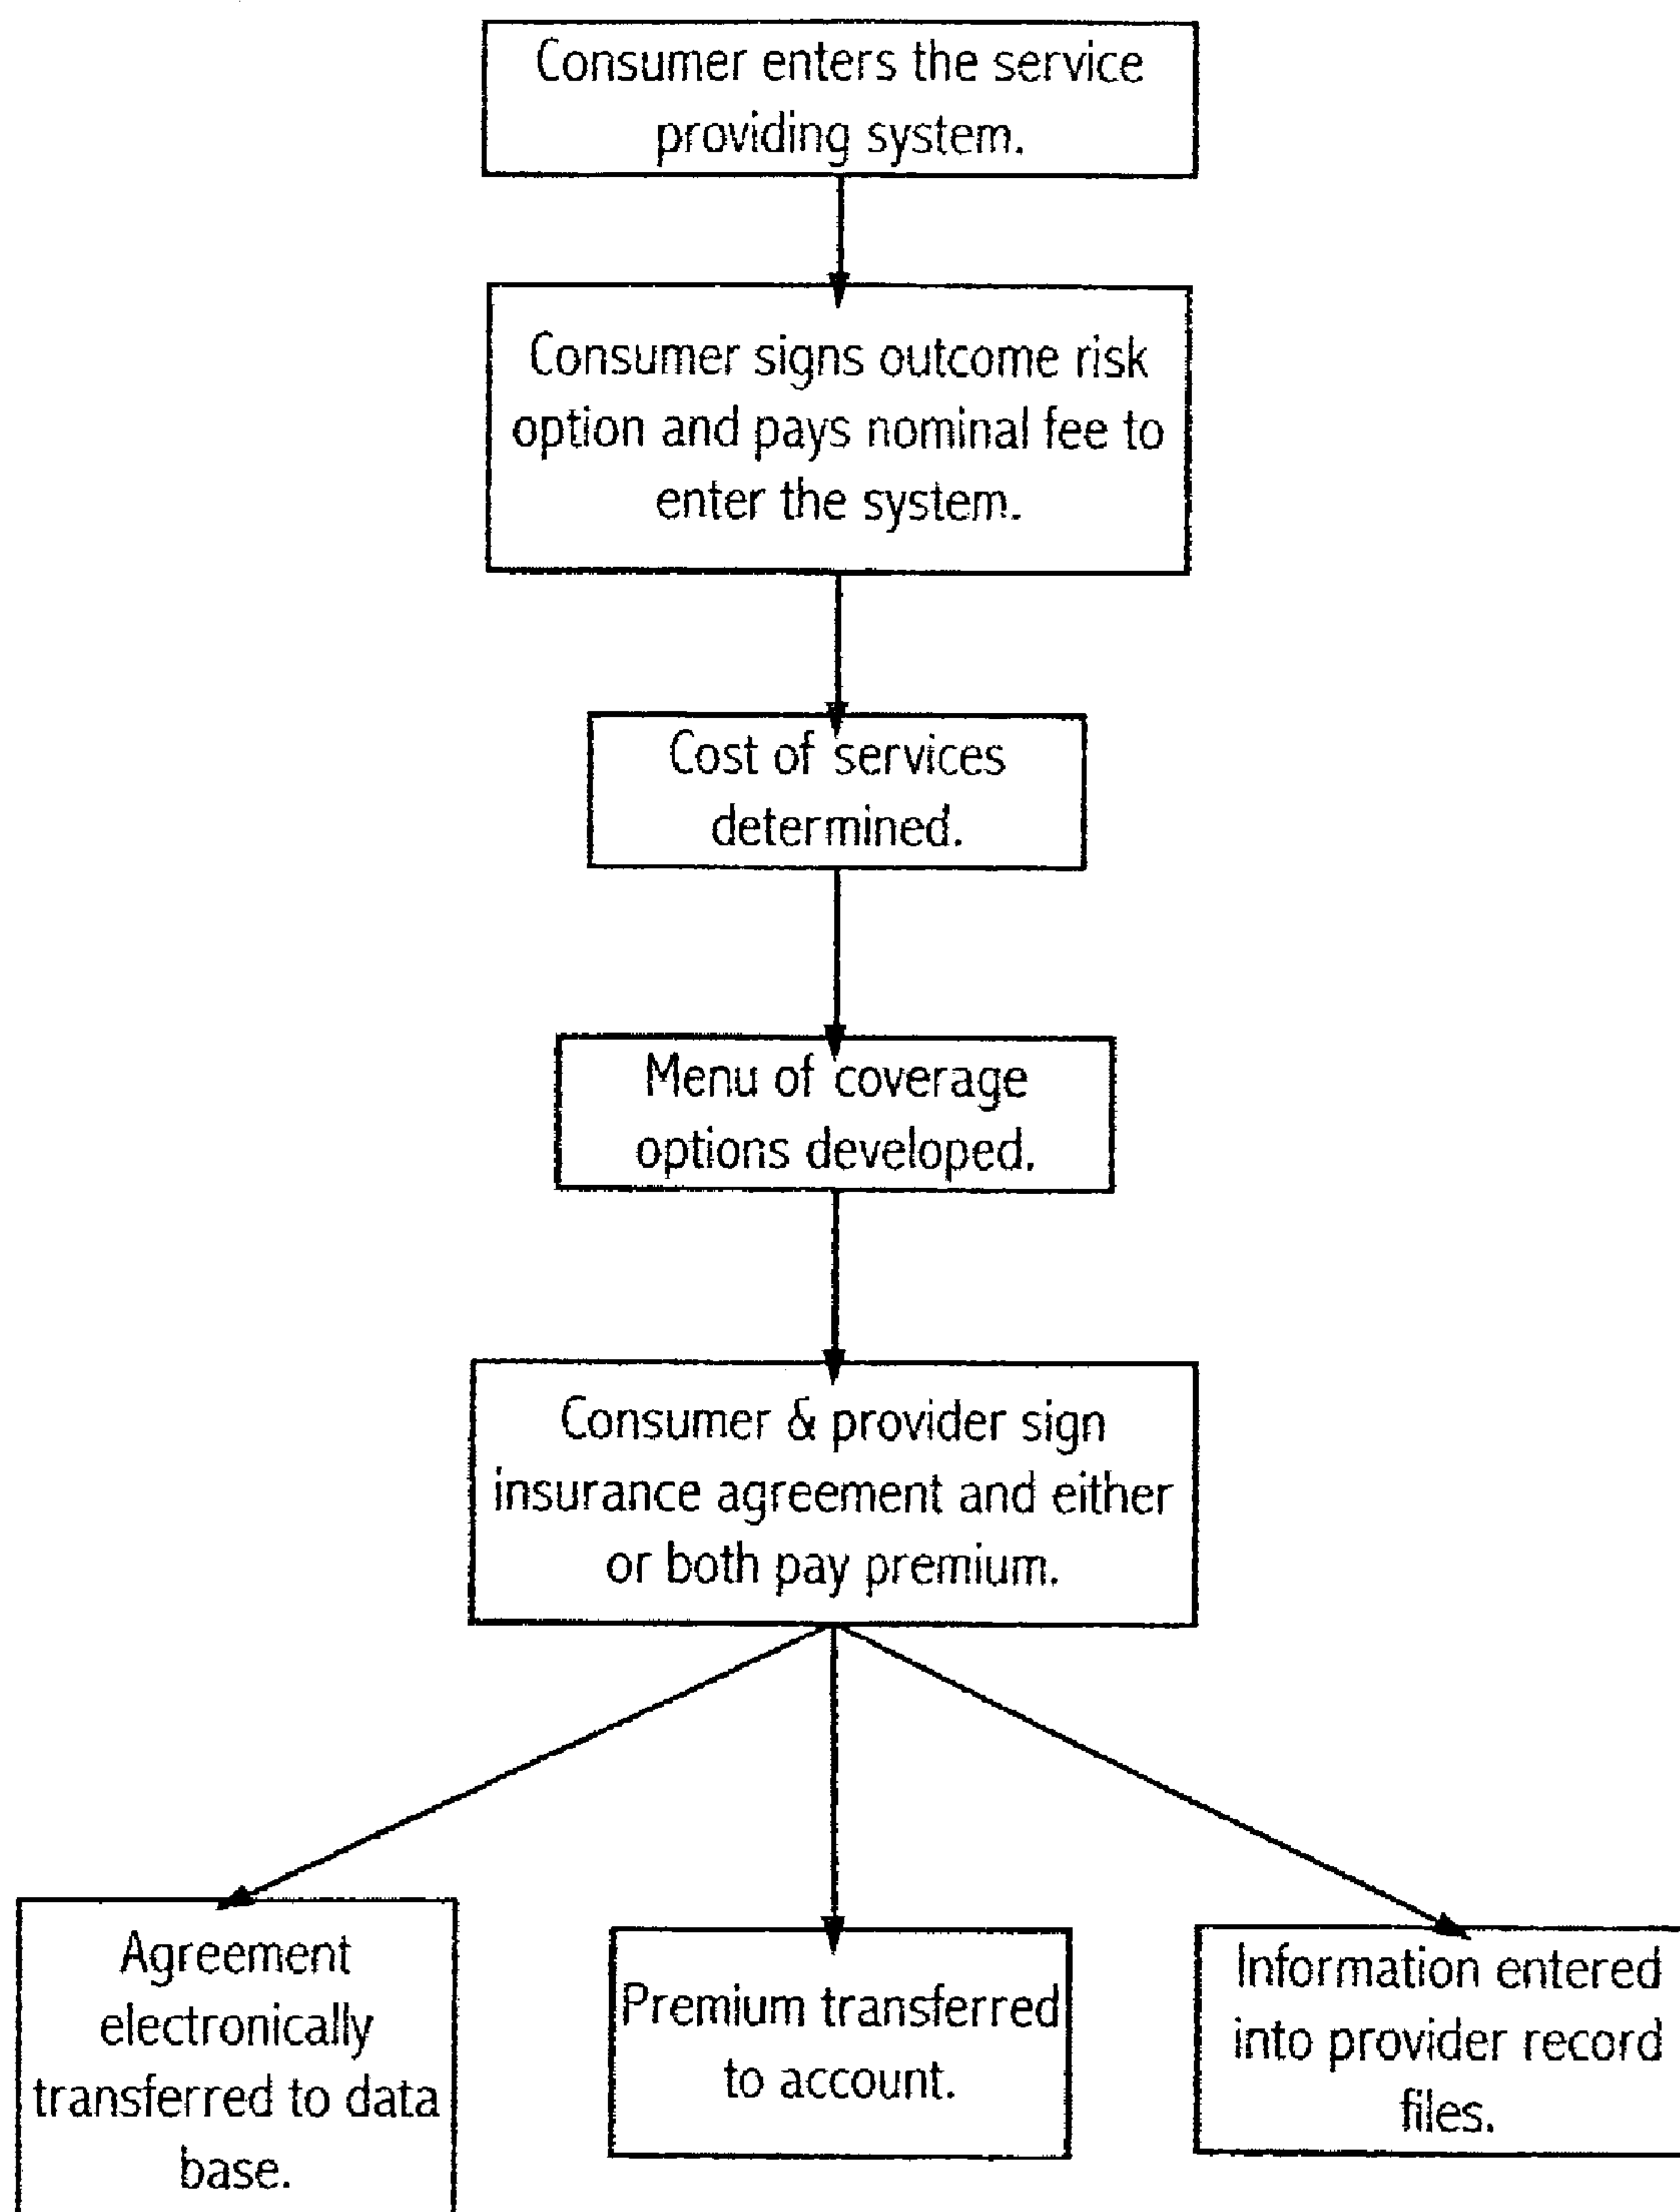 Consumer enters the service
providing system.
Consumer signs outcome risk
option and pays nominal fee to
enter the system.
Cost of services
determined.
Menu of coverage
options developed.
Consumer & provider sign
insurance agreement and either
or both pay premium.
Agreement
electronically
transferred to data
base.
Premium transferred
to account.
Information entered
into provider record
files.